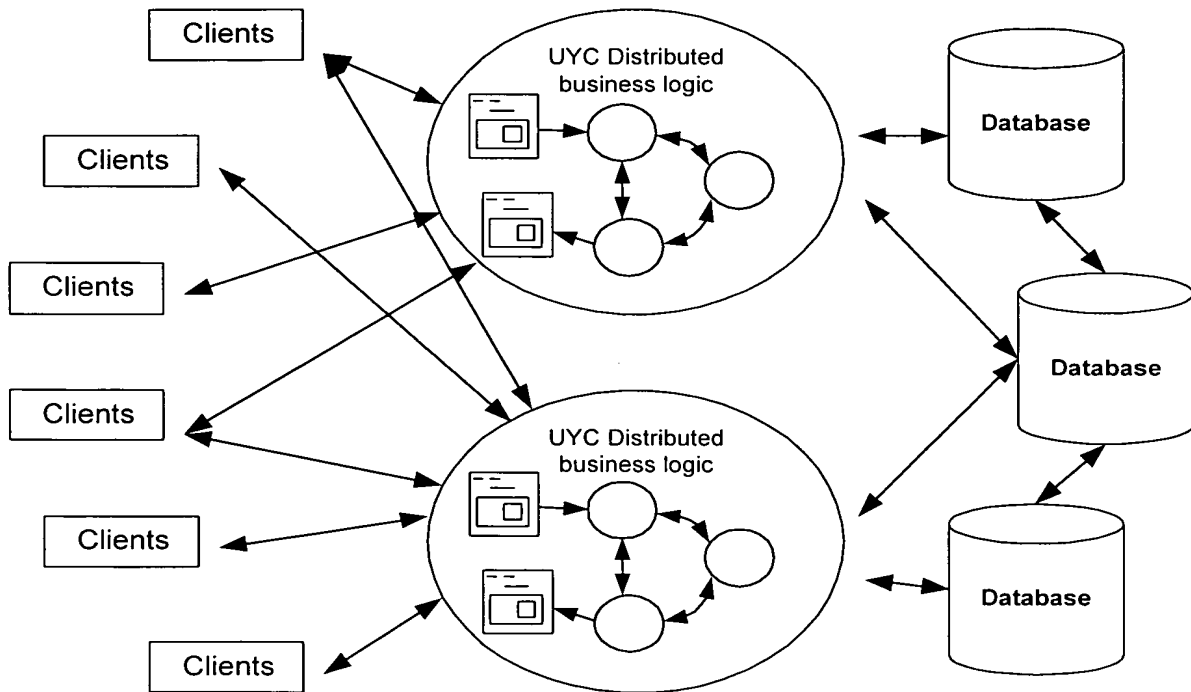 Clients
Clients
Clients
Clients
Clients
Clients
UYC Distributed
business logic
UYC Distributed
business logic
Database
Database
Database